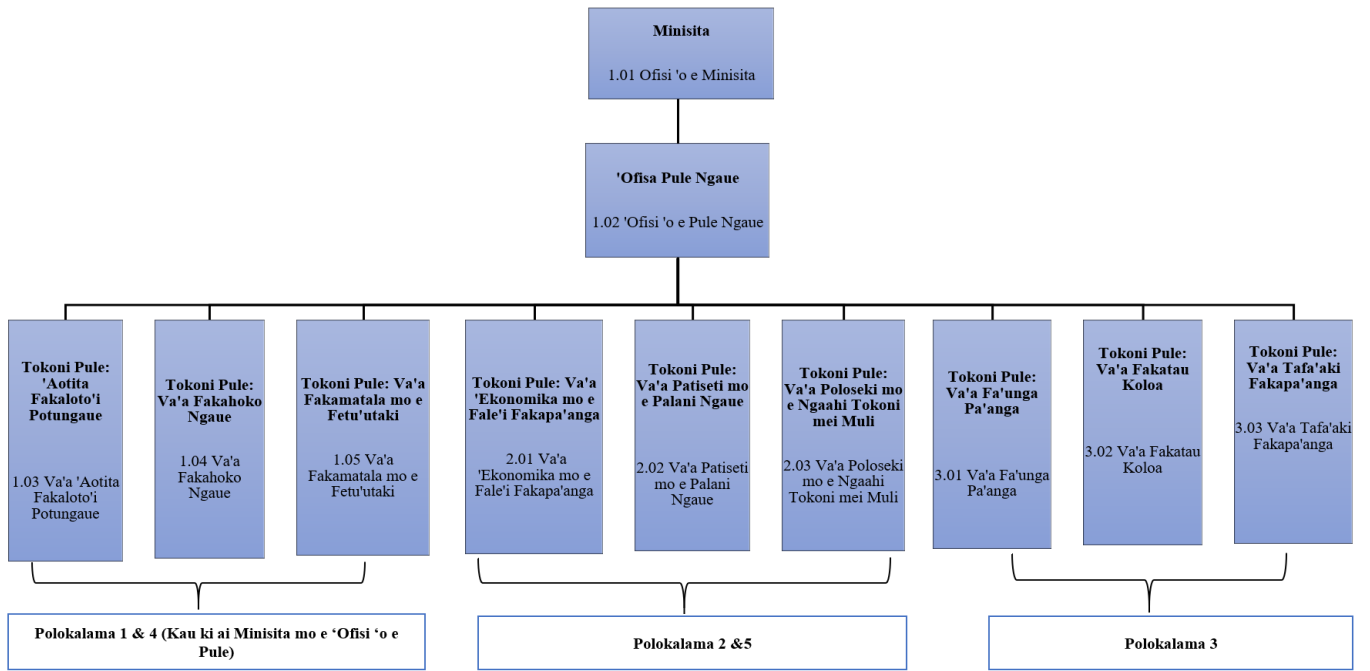 Minisita
1.01 Ofisi 'o e Minisita
'Ofisa Pule Ngaue
1.02 'Ofisi 'o e Pule Ngaue
Tokoni Pule:
'Aotita
Fakaloto'i
Potungaue
1.03 Va'a 'Aotita
Fakaloto'i
Potungaue
Tokoni Pule:
Va'a Fakahoko
Ngaue
1.04 Va'a
Fakahoko
Ngaue
Tokoni Pule: Va'a
Fakamatala mo e
Fetu'utaki
1.05 Va'a
Fakamatala mo e
Fetu'utaki
Tokoni Pule: Va'a
'Ekonomika mo e
Fale'i Fakapa'anga
2.01 Va'a
'Ekonomika mo e
Fale'i Fakapa'anga
Tokoni Pule:
Va'a Patiseti mo
e Palani Ngaue
2.02 Va'a Patiseti
mo e Palani
Ngaue
Tokoni Pule:
Va'a Poloseki mo
e Ngaahi Tokoni
mei Muli
2.03 Va'a Poloseki
mo e Ngaahi
Tokoni mei Muli
Tokoni Pule:
Va'a Fa'unga
Pa'anga
3.01 Va'a Fa'unga
Pa'anga
Tokoni Pule:
Va'a Fakatau
Koloa
3.02 Va'a Fakatau
Koloa
Tokoni Pule:
Va'a Tafa'aki
Fakapa'anga
3.03 Va'a Tafa'aki
Fakapa'anga
Polokalama 1 & 4 (Kau ki ai Minisita mo e ‘Ofisi ‘o e
Pule)
Polokalama 2 &5
Polokalama 3